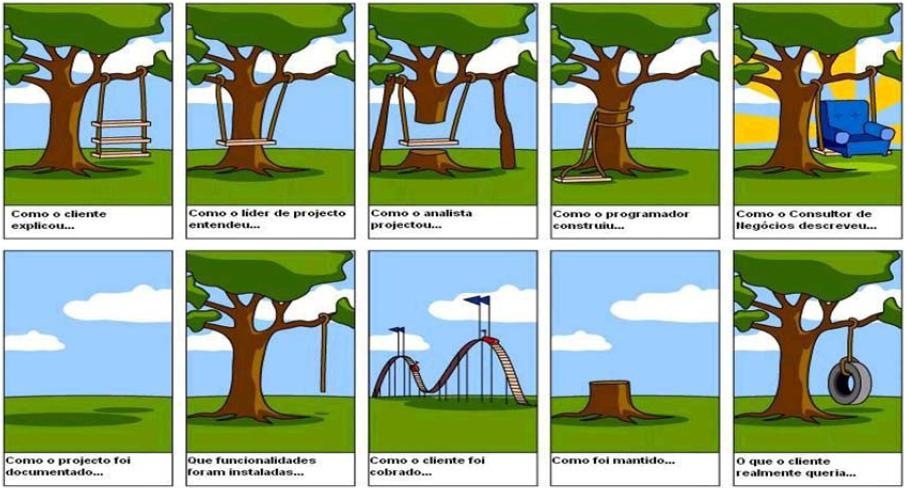 Como o cliente
explicou...
Como o líder de projecto
entendeu...
Como o analista
projectou...
Como o programador
construiu...
Como o Consultor de
Negócios descreveu...
Como o projecto foi
documentado...
Que funcionalidades
foram instaladas...
Como o cliente foi
cobrado...
Como foi mantido...
O que o cliente
realmente queria...